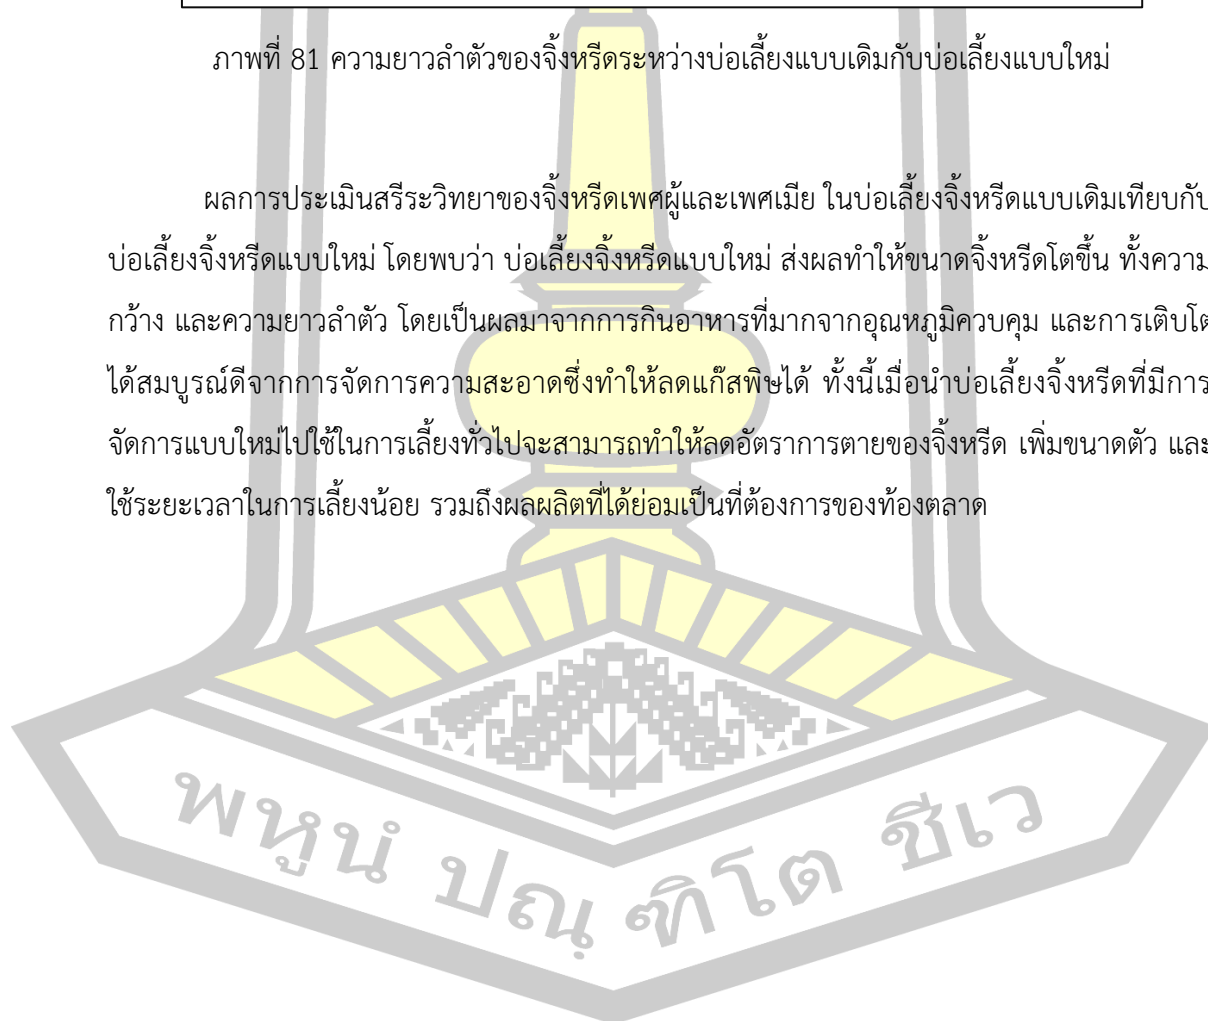 ภาพที่ 81 ความยาวลำตัวของจิ้งหรีดระหว่างบ่อเลี้ยงแบบเดิมกับบ่อเลี้ยงแบบใหม่
ผลการประเมินสรีระวิทยาของจิ้งหรีดเพศผู้และเพศเมีย ในบ่อเลี้ยงจิ้งหรีดแบบเดิมเทียบกับ
บ่อเลี้ยงจิ้งหรีดแบบใหม่ โดยพบว่า บ่อเลี้ยงจิ้งหรีดแบบใหม่ ส่งผลทำให้ขนาดจิ้งหรีดโตขึ้น ทั้งความ
กว้าง และความยาวลำตัว โดยเป็นผลมาจากการกินอาหารที่มากจากอุณหภูมิควบคุม และการเติบโต
ได้สมบูรณ์ดีจากการจัดการความสะอาดซึ่งทำให้ลดแก๊สพิษได้ ทั้งนี้เมื่อนำบ่อเลี้ยงจิ้งหรีดที่มีการ
จัดการแบบใหม่ไปใช้ในการเลี้ยงทั่วไปจะสามารถทำให้ลดอัตราการตายของจิ้งหรีด เพิ่มขนาดตัว และ
ใช้ระยะเวลาในการเลี้ยงน้อย รวมถึงผลผลิตที่ได้ย่อมเป็นที่ต้องการของท้องตลาด
พหูนํ ปณฺ ฑิโต ชีเว